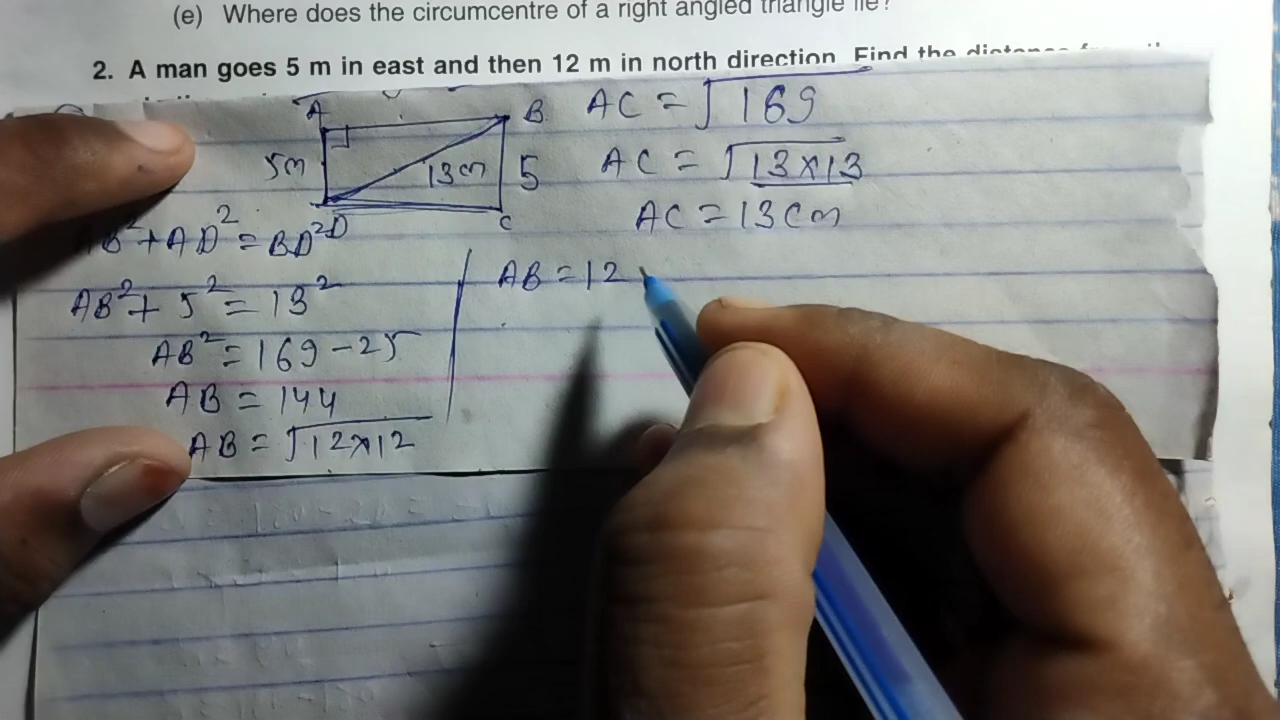 (e) Where does the circumcentre of a right angled triangle lie?
2. A man goes 5 m in east and then 12 m in north direction. Find the distance
A B
5m 13cm 5
C
AC = √169
AC = √13×13
AC = 13cm
AB² + AD² = BD² D
AB² + 5² = 13²
AB² = 169 - 25
AB = 144
AB = √12×12
AB = 12